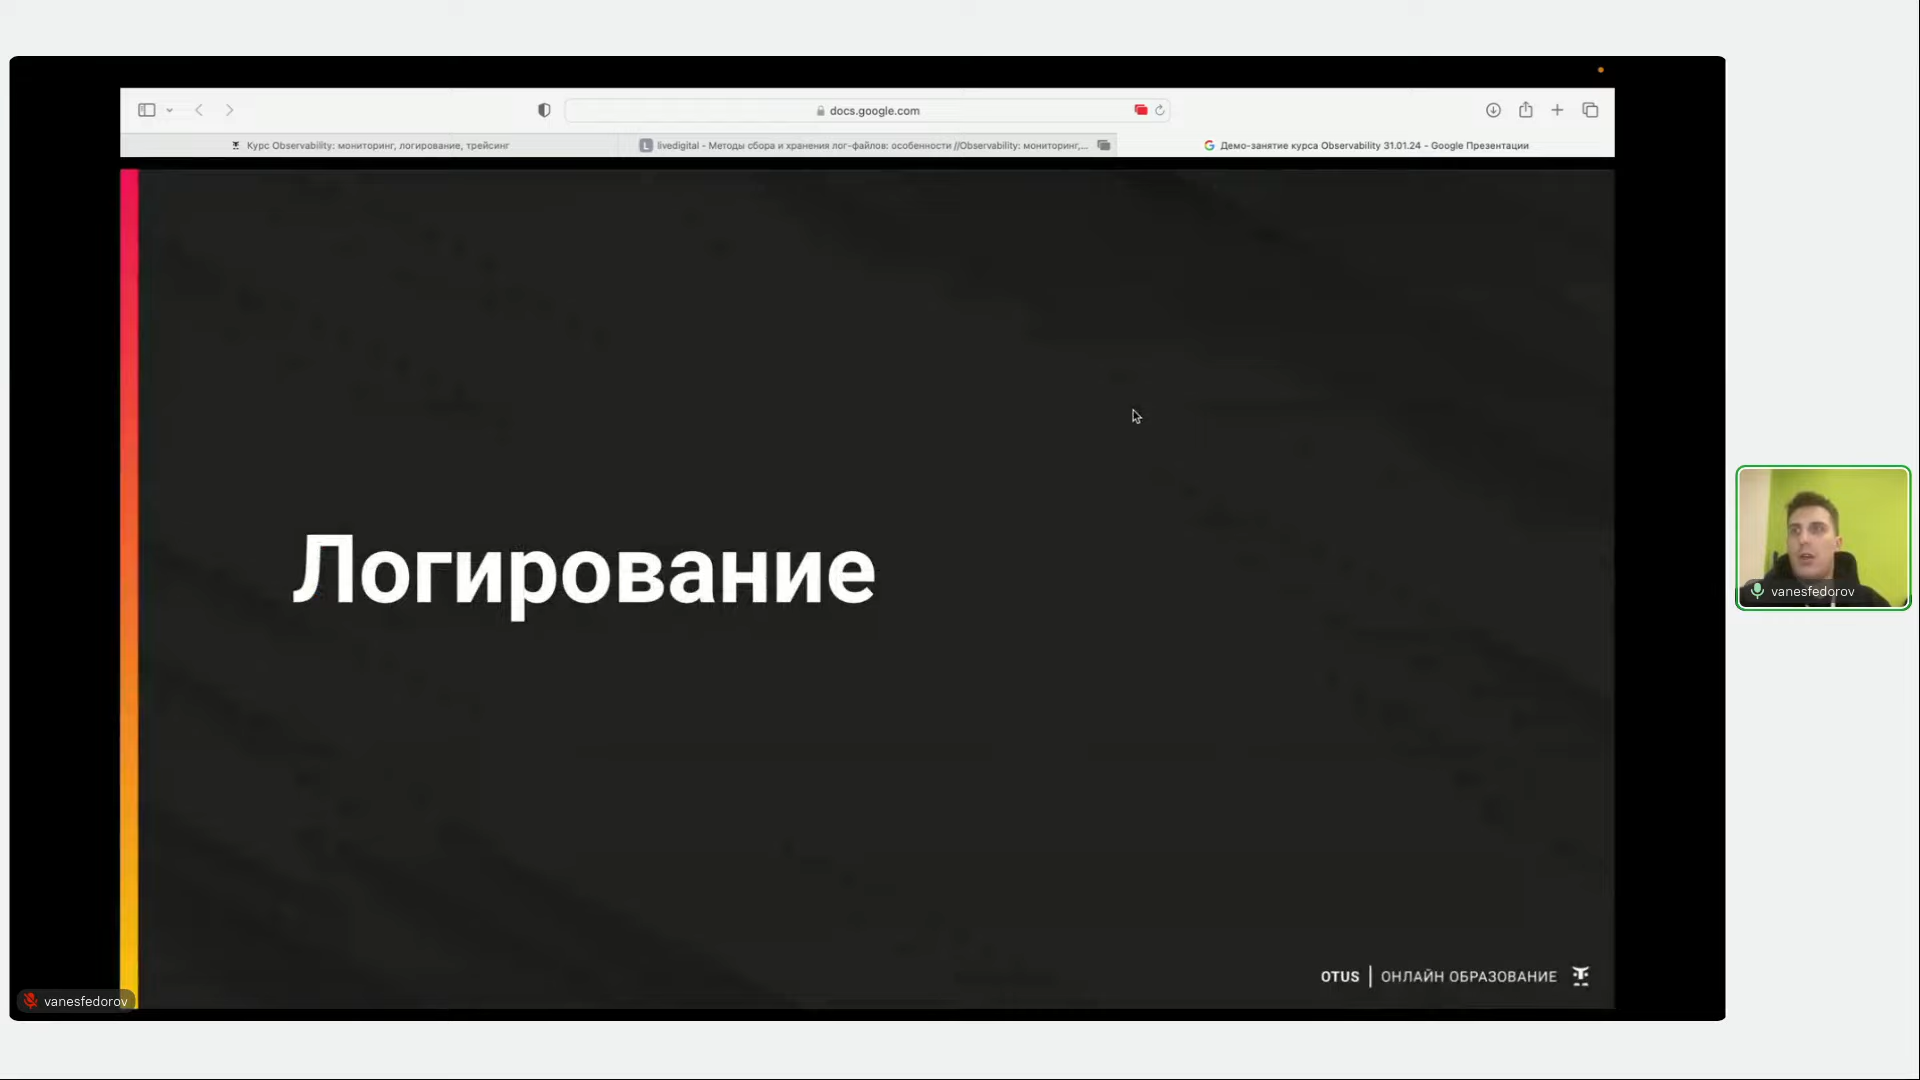 docs.google.com
Курс Observability: мониторинг, логирование, трейсинг
L livedigital - Методы сбора и хранения лог-файлов: особенности //Observability: мониторинг,...
Демо-занятие курса Observability 31.01.24 – Google Презентации
Логирование
vanesfedorov
OTUS | ОНЛАЙН ОБРАЗОВАНИЕ
vanesfedorov